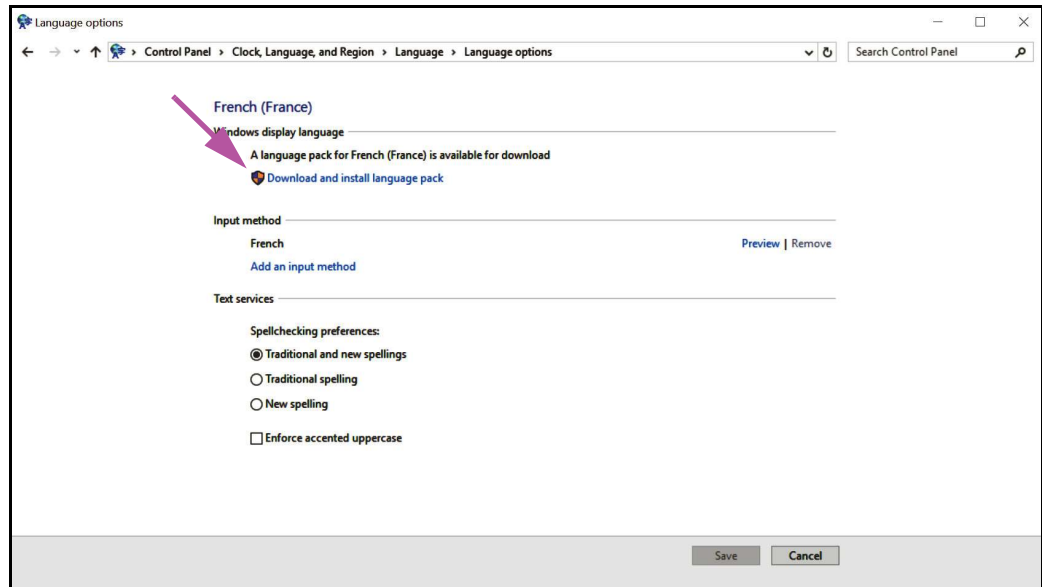 Language options
Control Panel › Clock, Language, and Region › Language › Language options
Search Control Panel
French (France)
Windows display language
A language pack for French (France) is available for download
Download and install language pack
Input method
French
Preview | Remove
Add an input method
Text services
Spellchecking preferences:
Traditional and new spellings
Traditional spelling
New spelling
Enforce accented uppercase
Save
Cancel